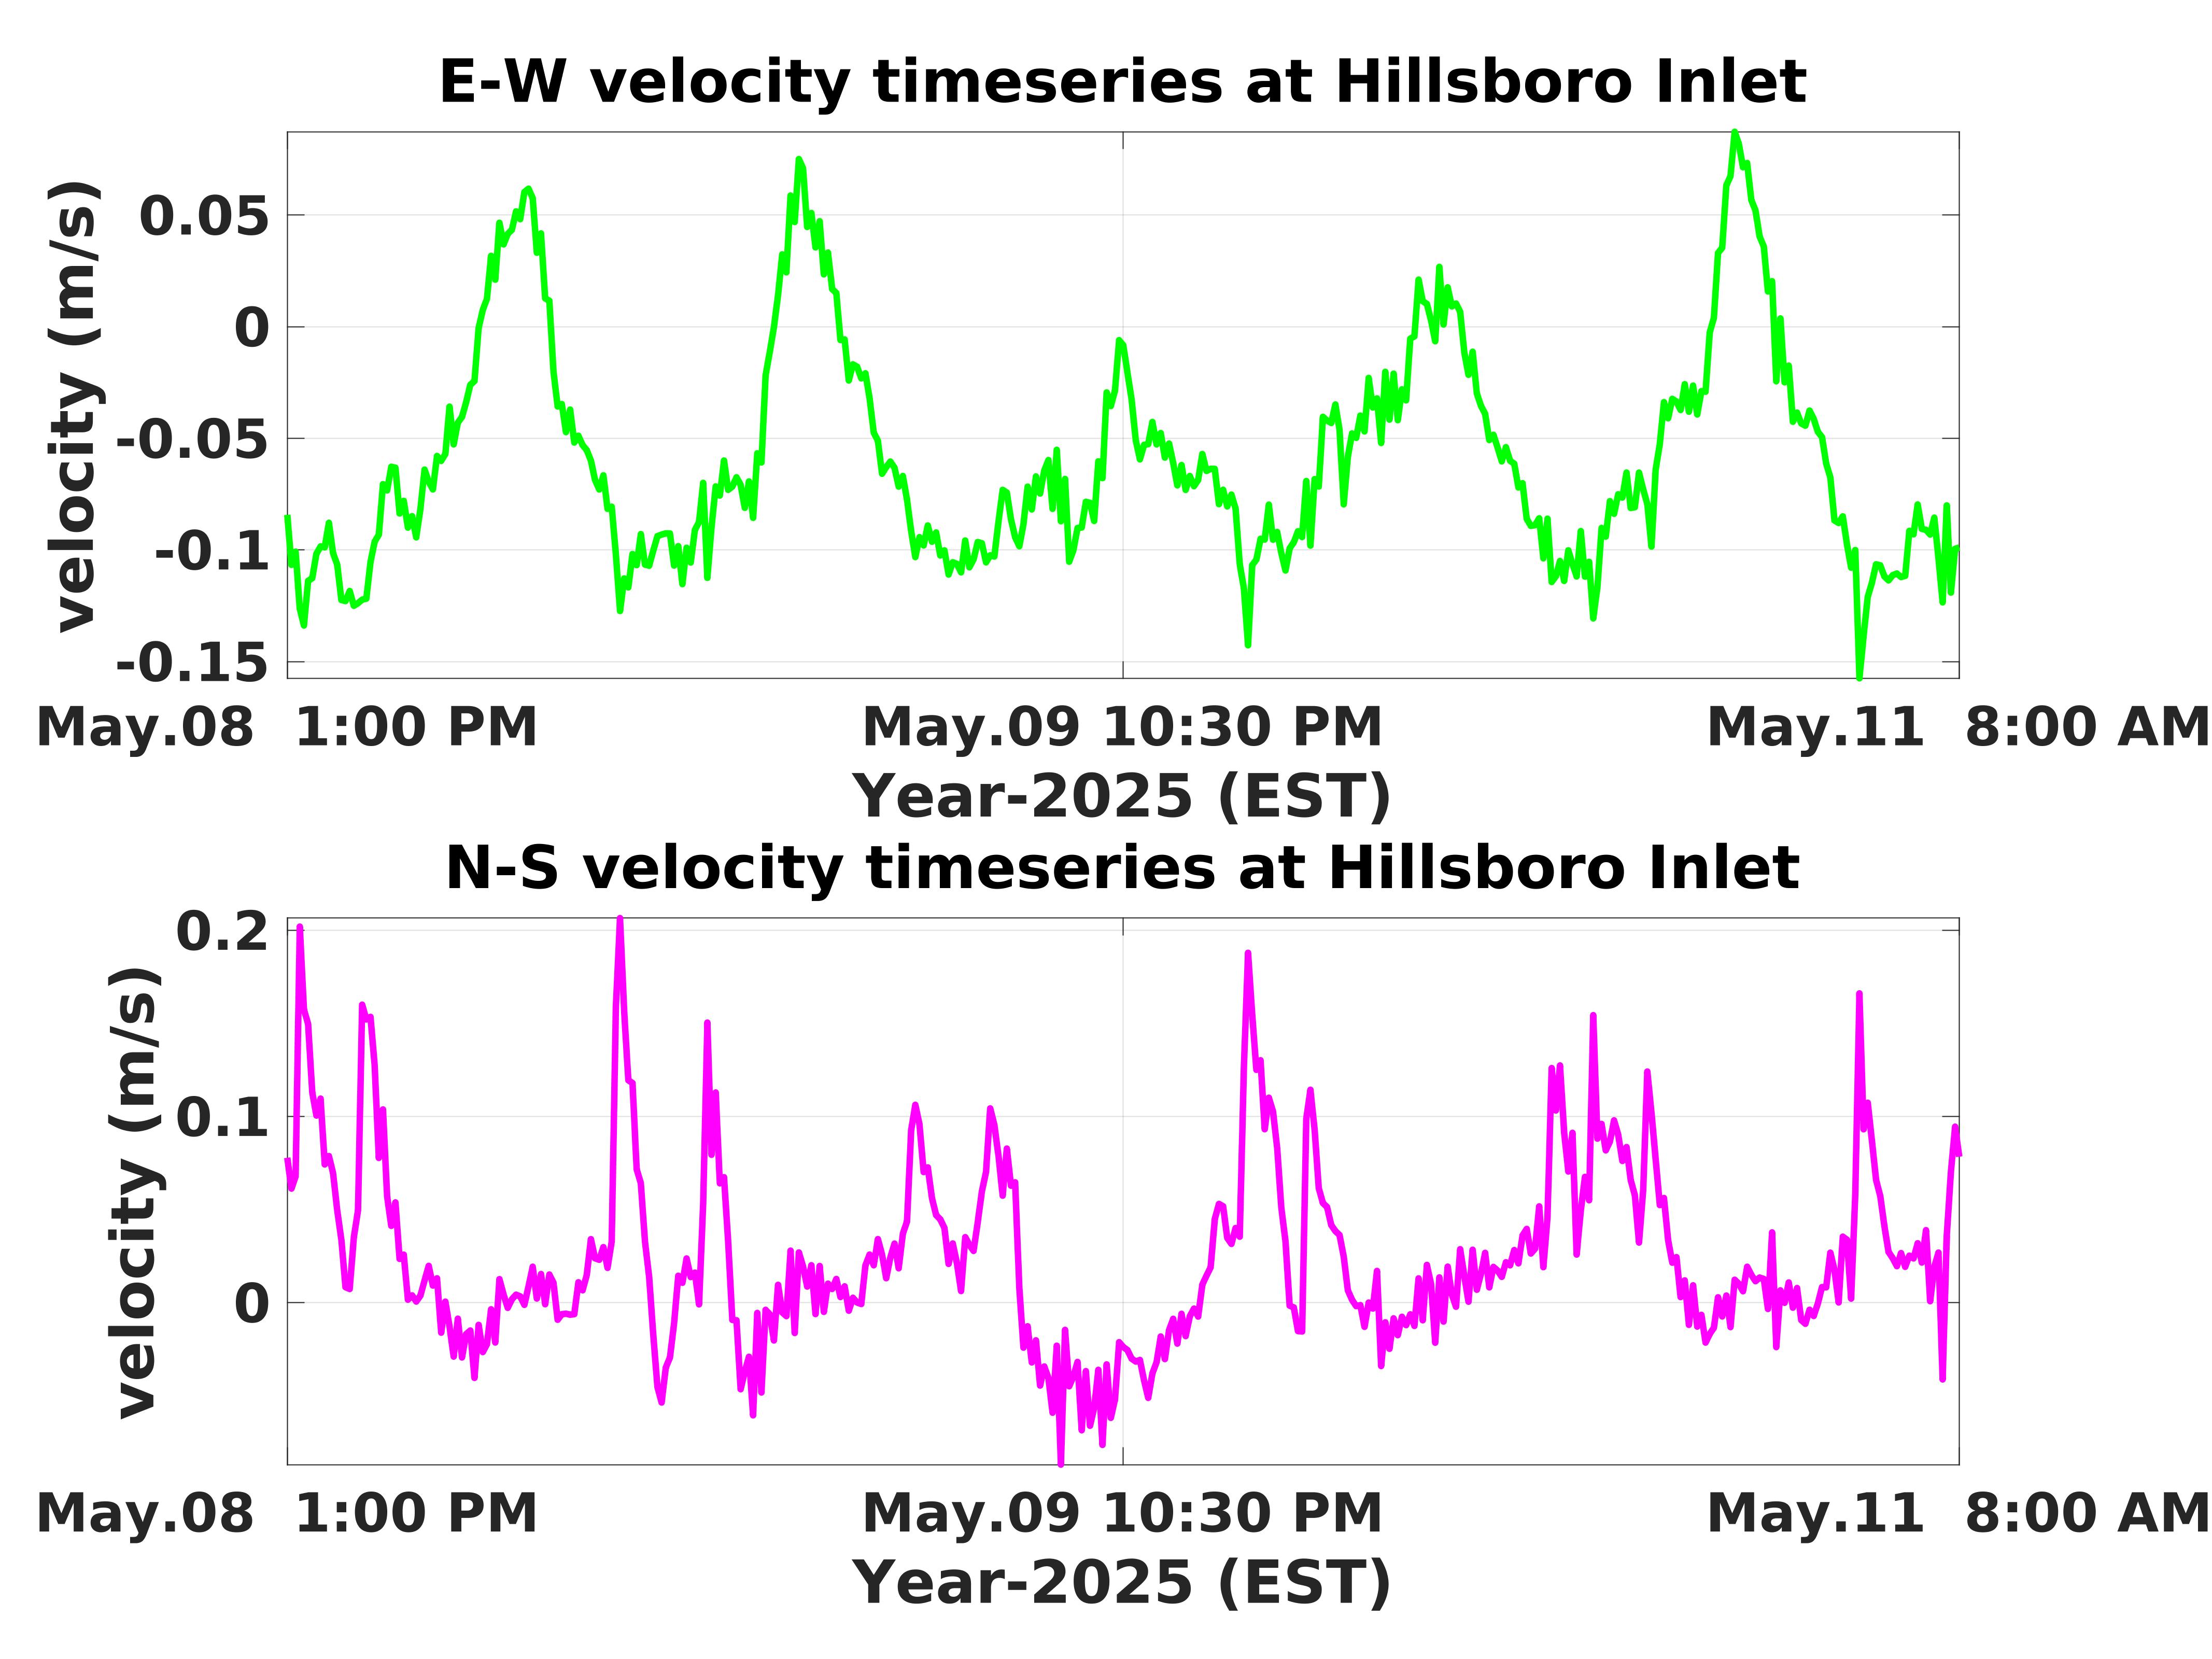 E-W velocity timeseries at Hillsboro Inlet
velocity (m/s)
0.05
0
-0.05
-0.1
-0.15
May.08  1:00 PM
May.09 10:30 PM
May.11  8:00 AM
Year-2025 (EST)
N-S velocity timeseries at Hillsboro Inlet
velocity (m/s)
0.2
0.1
0
May.08  1:00 PM
May.09 10:30 PM
May.11  8:00 AM
Year-2025 (EST)